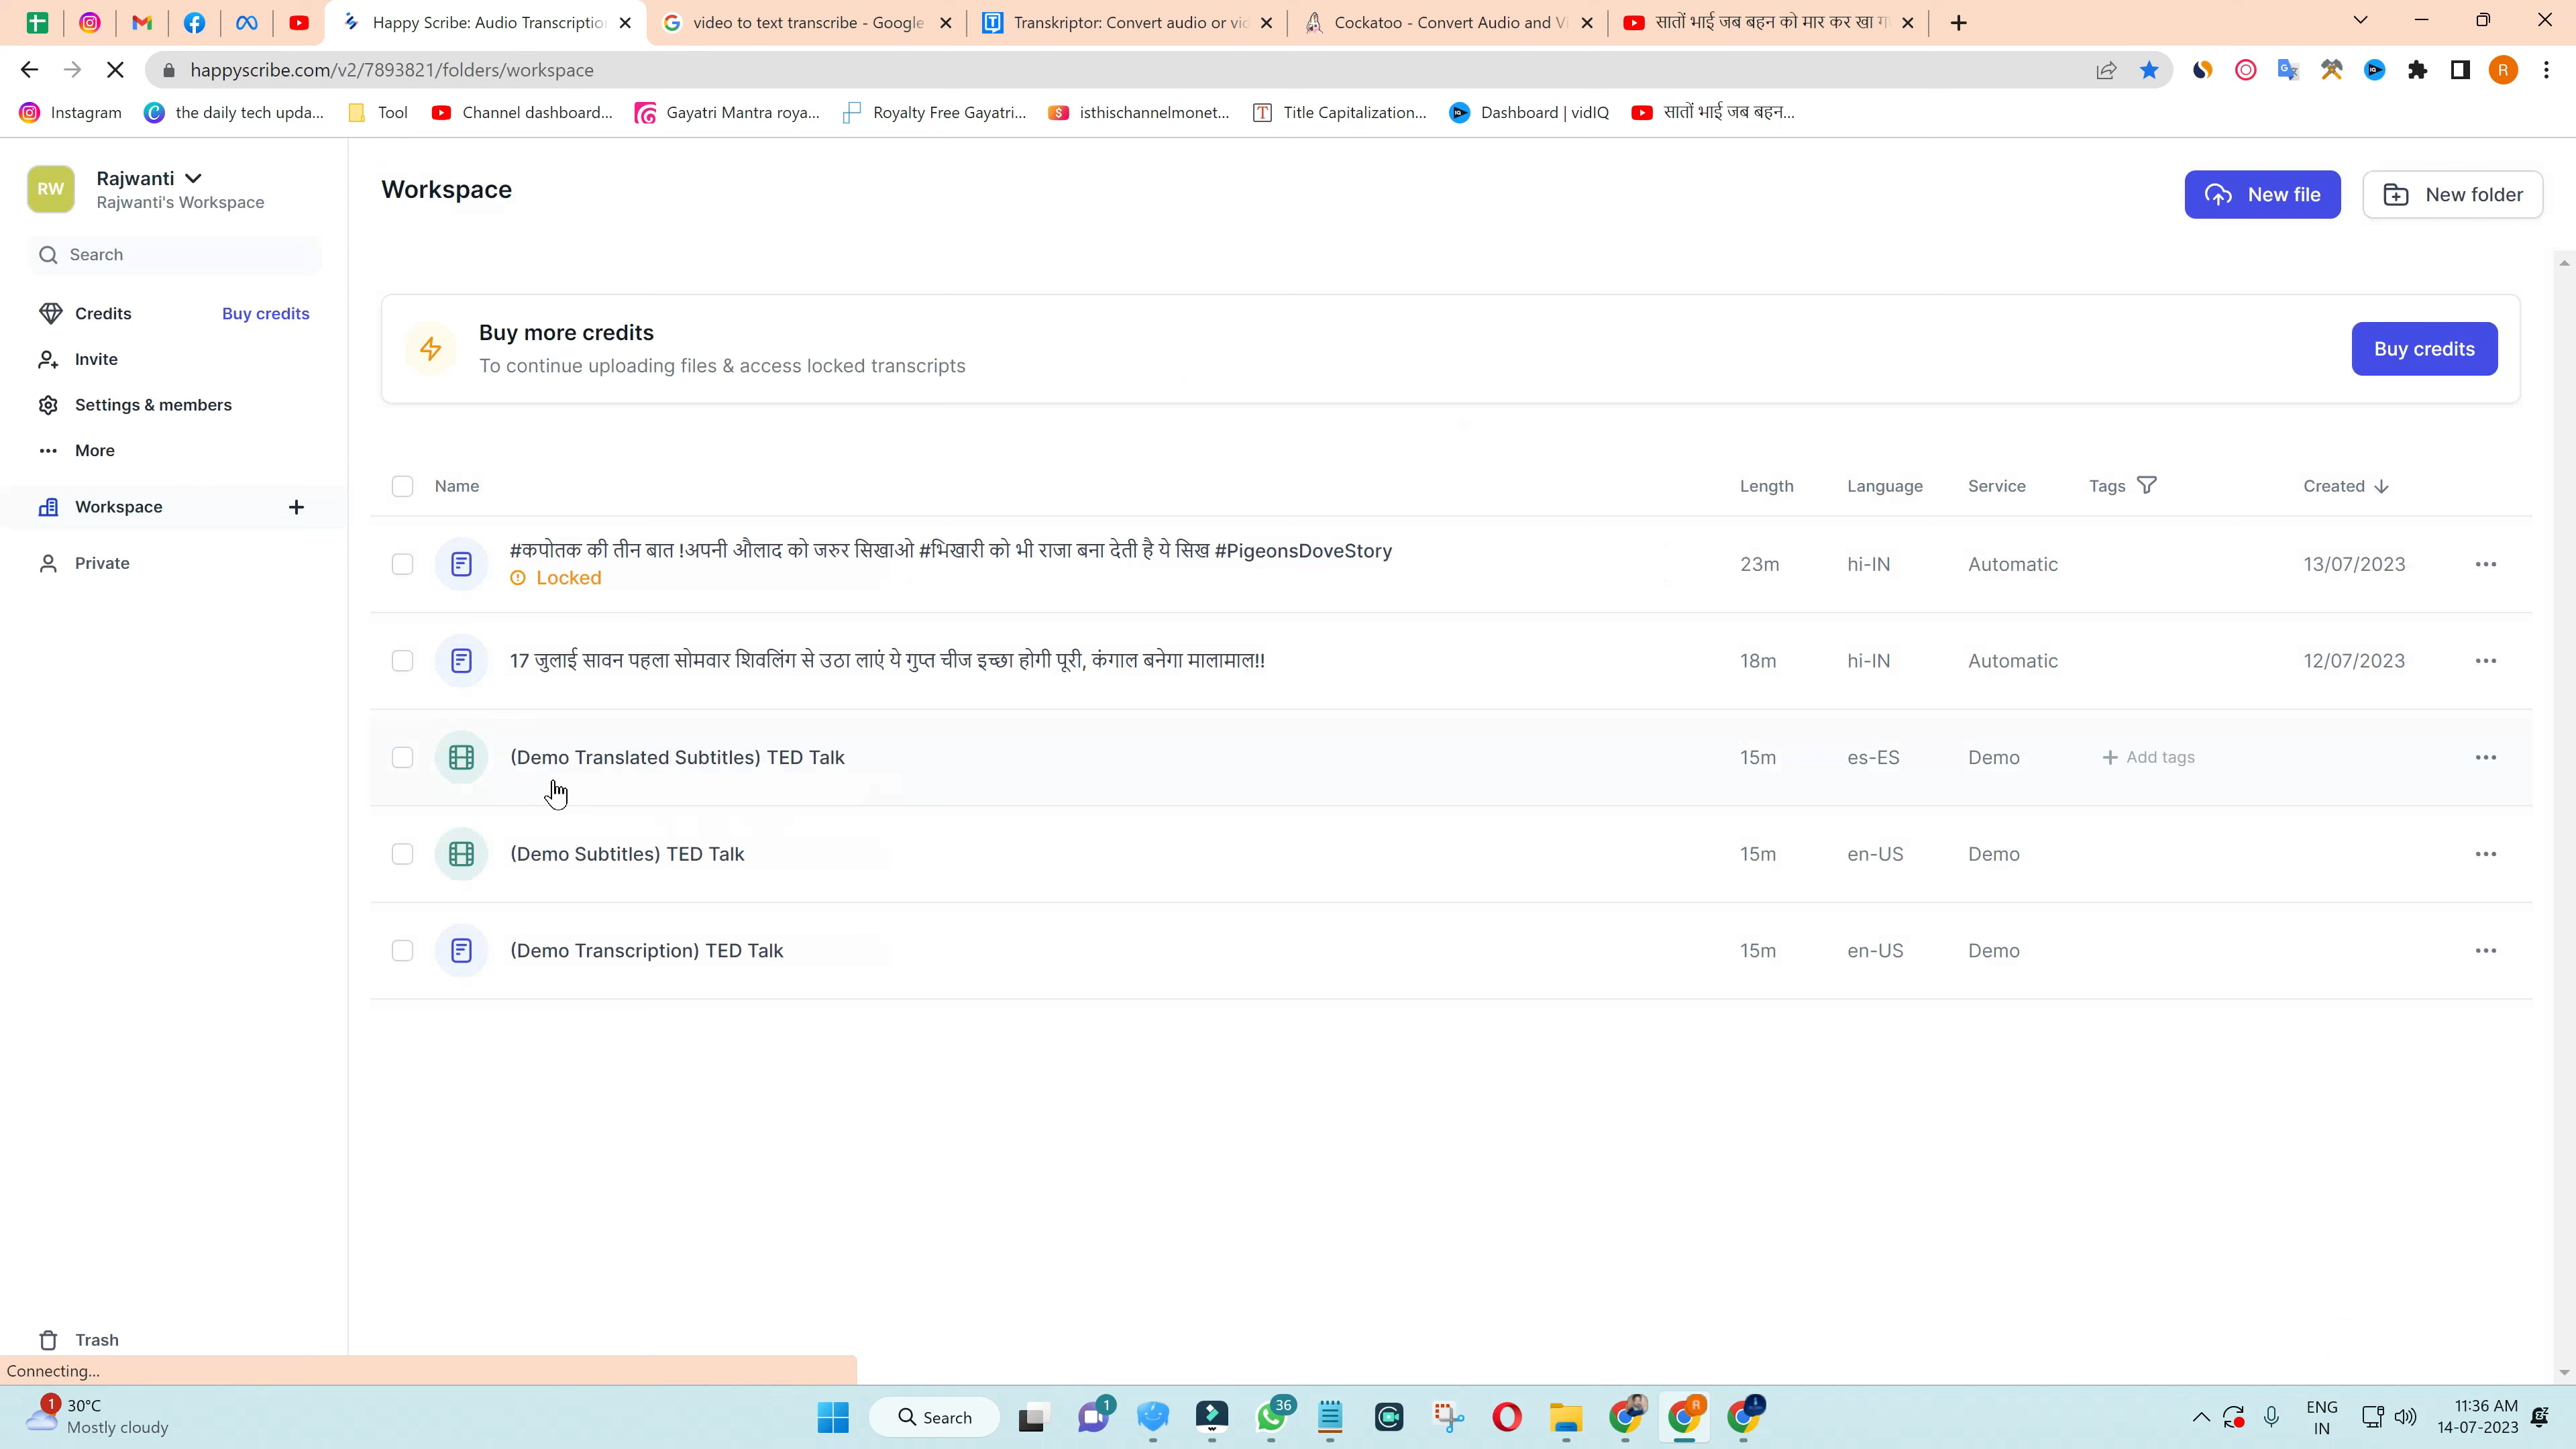 Happy Scribe: Audio Transcriptio
video to text transcribe - Google
Transkriptor: Convert audio or vid
Cockatoo - Convert Audio and Vi
सातों भाई जब बहन को मार कर खा ग
happyscribe.com/v2/7893821/folders/workspace
R
Instagram
the daily tech upda...
Tool
Channel dashboard...
Gayatri Mantra roya...
Royalty Free Gayatri...
isthischannelmonet...
Title Capitalization...
Dashboard | vidIQ
सातों भाई जब बहन...
RW
Rajwanti
Rajwanti's Workspace
Search
Credits
Buy credits
Invite
Settings & members
More
Workspace
Private
Trash
Workspace
New file
New folder
Buy more credits
To continue uploading files & access locked transcripts
Buy credits
Name Length Language Service Tags Created
#कपोतक की तीन बात !अपनी औलाद को जरुर सिखाओ #भिखारी को भी राजा बना देती है ये सिख #PigeonsDoveStory
Locked
23m hi-IN Automatic 13/07/2023
17 जुलाई सावन पहला सोमवार शिवलिंग से उठा लाएं ये गुप्त चीज इच्छा होगी पूरी, कंगाल बनेगा मालामाल!! 18m hi-IN Automatic 12/07/2023
(Demo Translated Subtitles) TED Talk 15m es-ES Demo Add tags
(Demo Subtitles) TED Talk 15m en-US Demo
(Demo Transcription) TED Talk 15m en-US Demo
Connecting...
1
30°C
Mostly cloudy
Search
1
36
R
ENG
IN
11:36 AM
14-07-2023